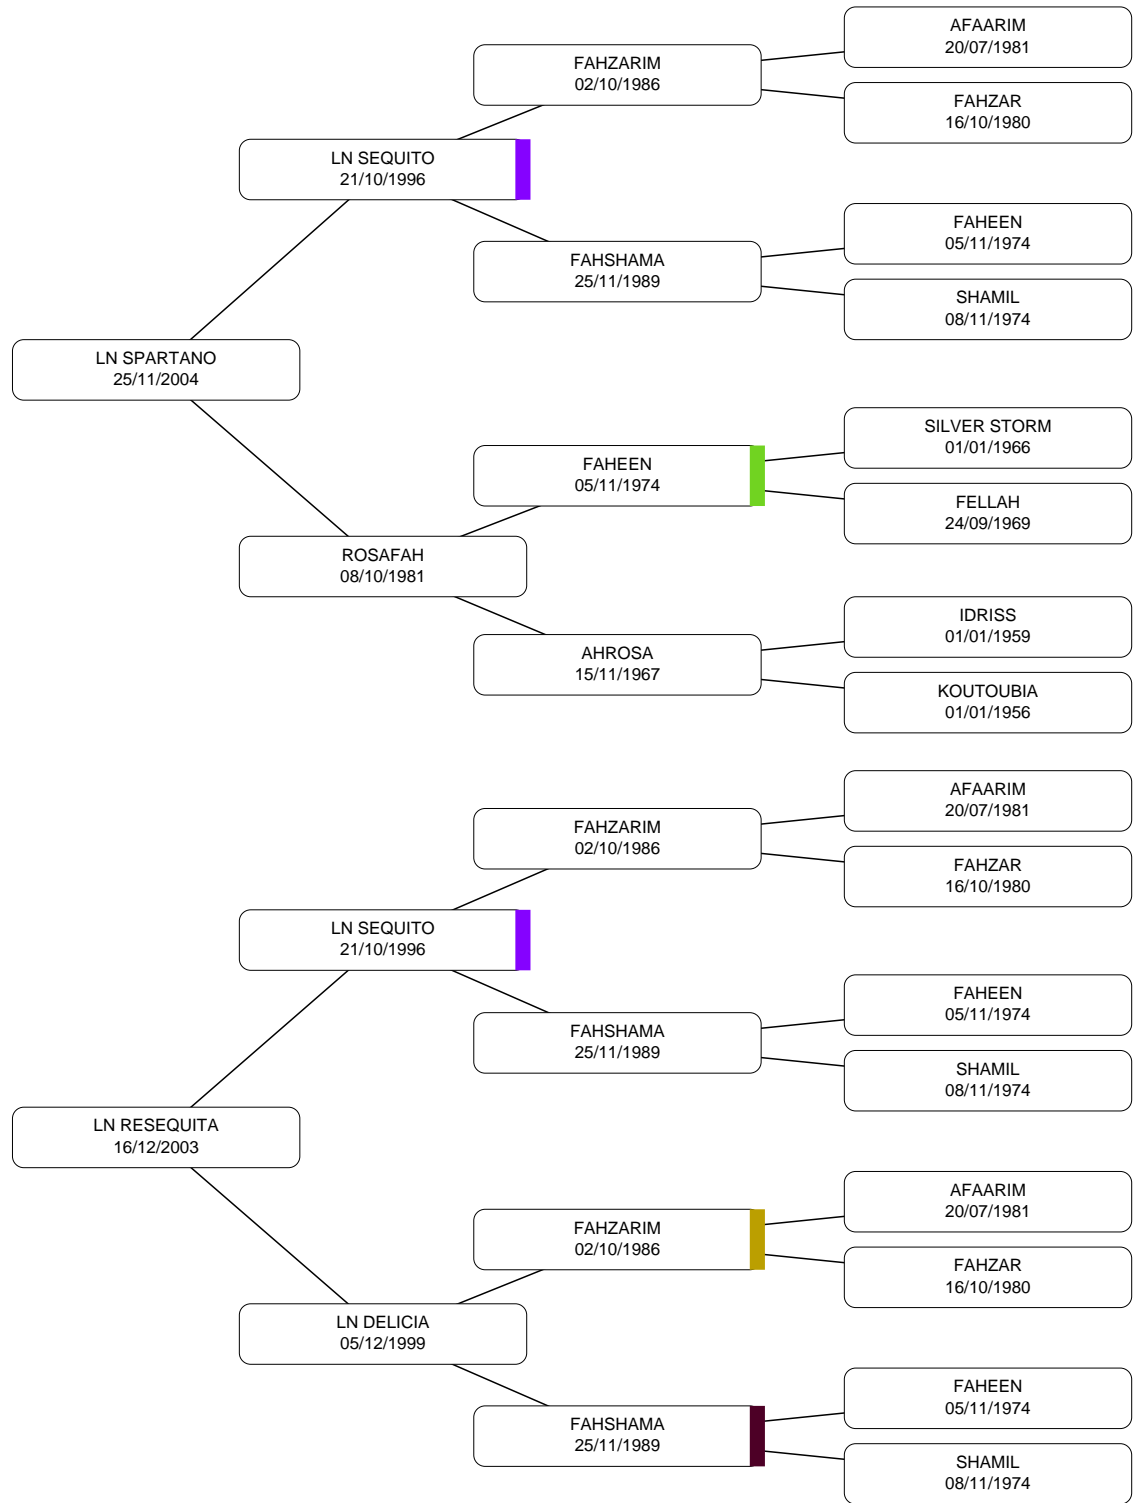 AFAARIM
20/07/1981
FAHZARIM
02/10/1986
FAHZAR
16/10/1980
LN SEQUITO
21/10/1996
FAHEEN
05/11/1974
FAHSHAMA
25/11/1989
SHAMIL
08/11/1974
LN SPARTANO
25/11/2004
SILVER STORM
01/01/1966
FAHEEN
05/11/1974
FELLAH
24/09/1969
ROSAFAH
08/10/1981
IDRISS
01/01/1959
AHROSA
15/11/1967
KOUTOUBIA
01/01/1956
AFAARIM
20/07/1981
FAHZARIM
02/10/1986
FAHZAR
16/10/1980
LN SEQUITO
21/10/1996
FAHEEN
05/11/1974
FAHSHAMA
25/11/1989
SHAMIL
08/11/1974
LN RESEQUITA
16/12/2003
AFAARIM
20/07/1981
FAHZARIM
02/10/1986
FAHZAR
16/10/1980
LN DELICIA
05/12/1999
FAHEEN
05/11/1974
FAHSHAMA
25/11/1989
SHAMIL
08/11/1974